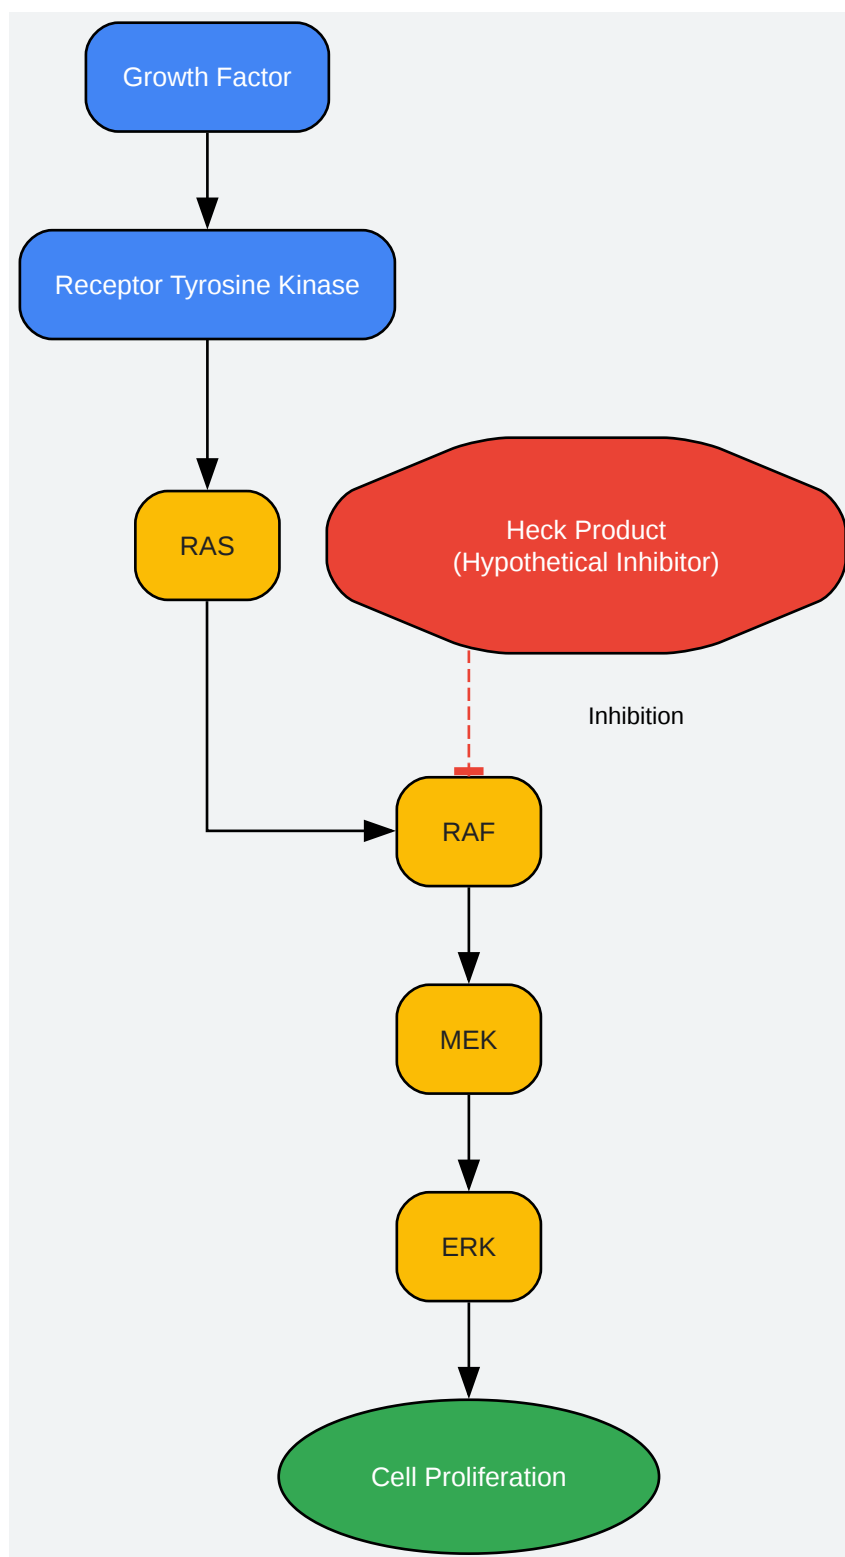 Growth Factor
Receptor Tyrosine Kinase
RAS
Heck Product
(Hypothetical Inhibitor)
Inhibition
RAF
MEK
ERK
Cell Proliferation